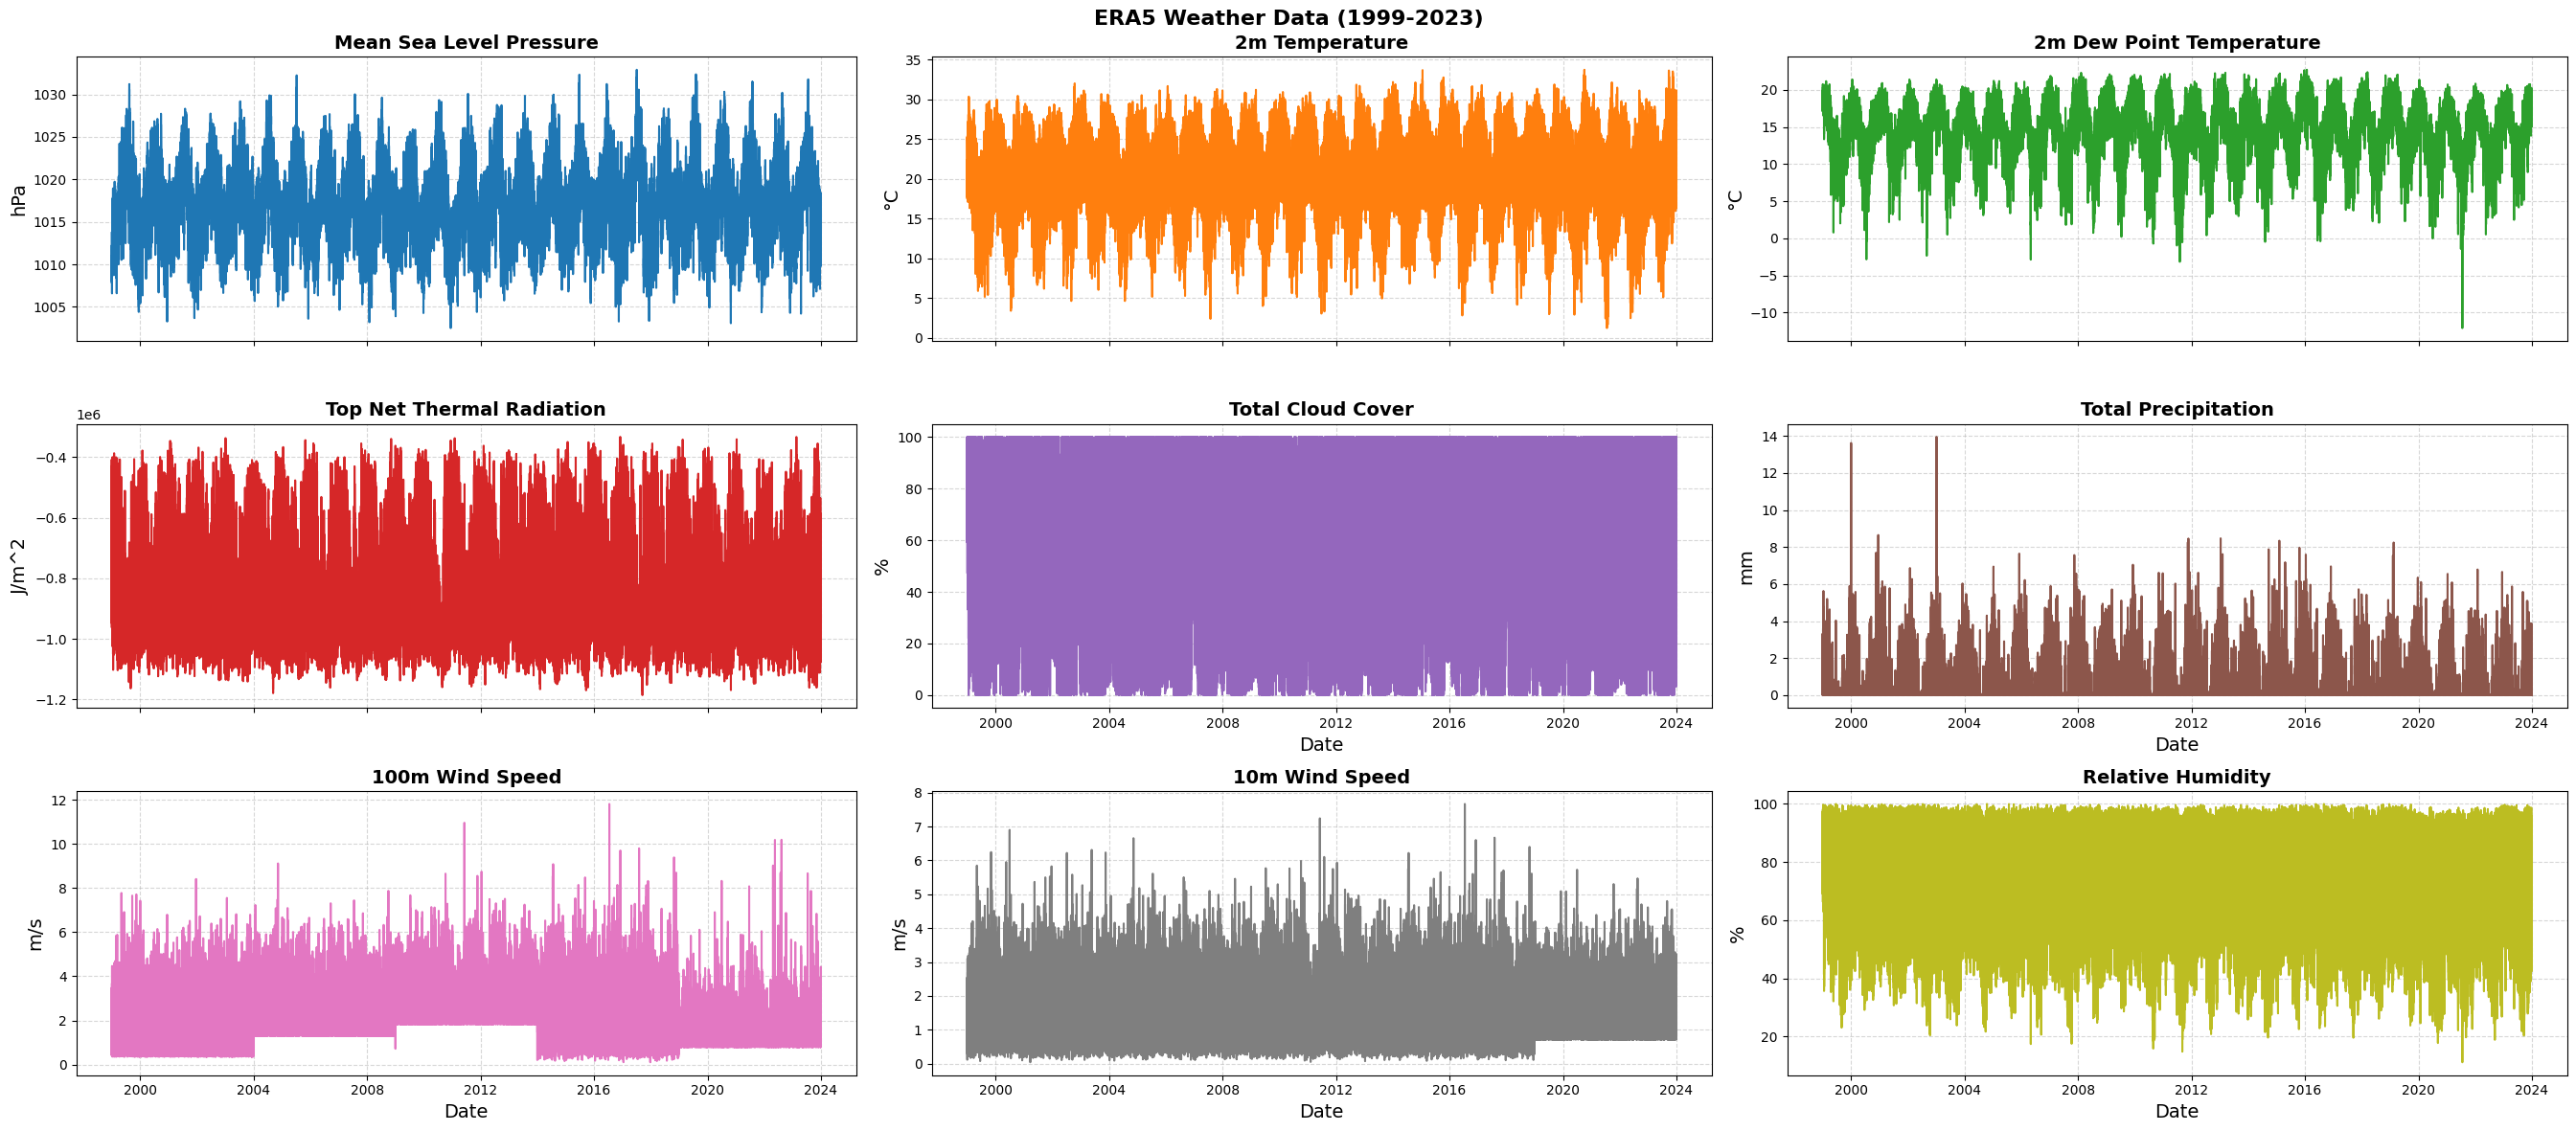 ERA5 Weather Data (1999-2023)
Mean Sea Level Pressure
hPa
1030
1025
1020
1015
1010
1005
2m Temperature
°C
35
30
25
20
15
10
5
0
2m Dew Point Temperature
°C
20
15
10
5
0
−5
−10
Top Net Thermal Radiation
1e6
J/m^2
−0.4
−0.6
−0.8
−1.0
−1.2
Total Cloud Cover
%
100
80
60
40
20
0
2000 2004 2008 2012 2016 2020 2024
Date
Total Precipitation
mm
14
12
10
8
6
4
2
0
2000 2004 2008 2012 2016 2020 2024
Date
100m Wind Speed
m/s
12
10
8
6
4
2
0
2000 2004 2008 2012 2016 2020 2024
Date
10m Wind Speed
m/s
8
7
6
5
4
3
2
1
0
2000 2004 2008 2012 2016 2020 2024
Date
Relative Humidity
%
100
80
60
40
20
2000 2004 2008 2012 2016 2020 2024
Date